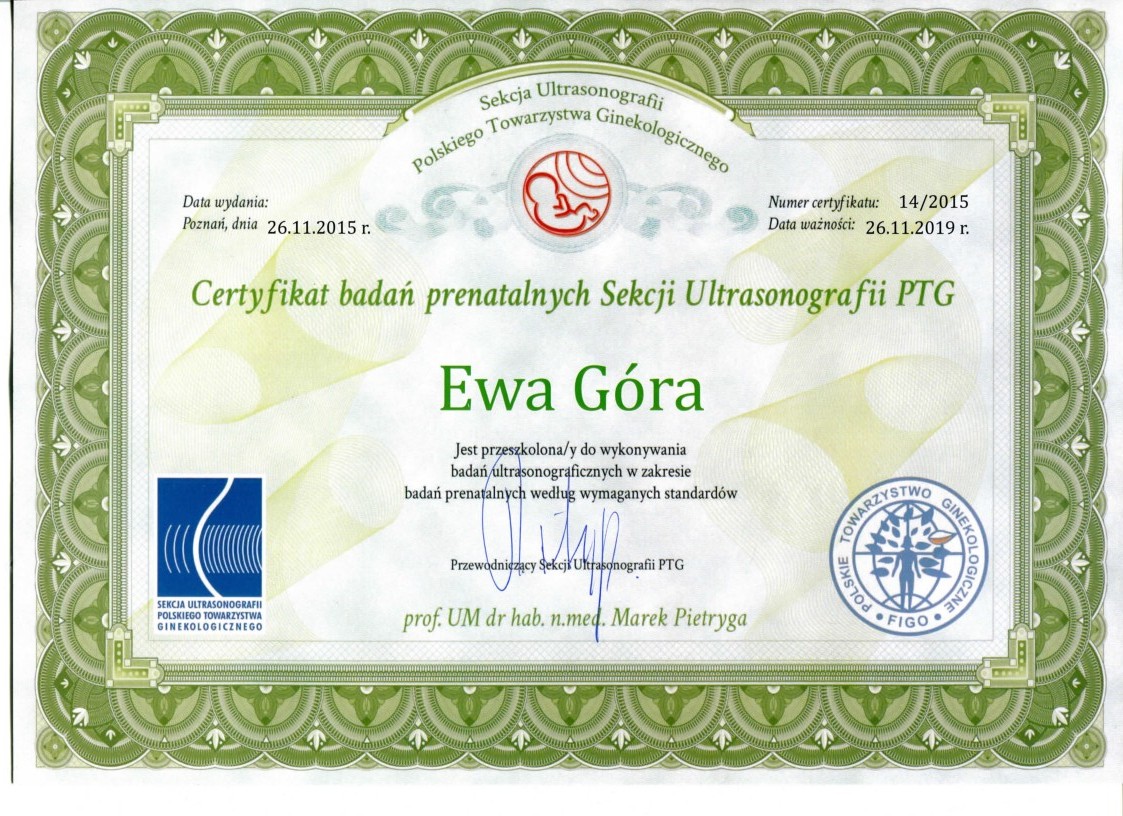 Sekcja Ultrasonografii
Polskiego Towarzystwa Ginekologicznego
Data wydania:
Poznań, dnia 26.11.2015 r.
Numer certyfikatu: 14/2015
Data ważności: 26.11.2019 r.
Certyfikat badań prenatalnych Sekcji Ultrasonografii PTG
Ewa Góra
Jest przeszkolona/y do wykonywania
badań ultrasonograficznych w zakresie
badań prenatalnych według wymaganych standardów
Przewodniczący Sekcji Ultrasonografii PTG
prof. UM dr hab. n.med. Marek Pietryga
SEKCJA ULTRASONOGRAFII
POLSKIEGO TOWARZYSTWA
GINEKOLOGICZNEGO
POLSKIE TOWARZYSTWO GINEKOLOGICZNE
• FIGO •